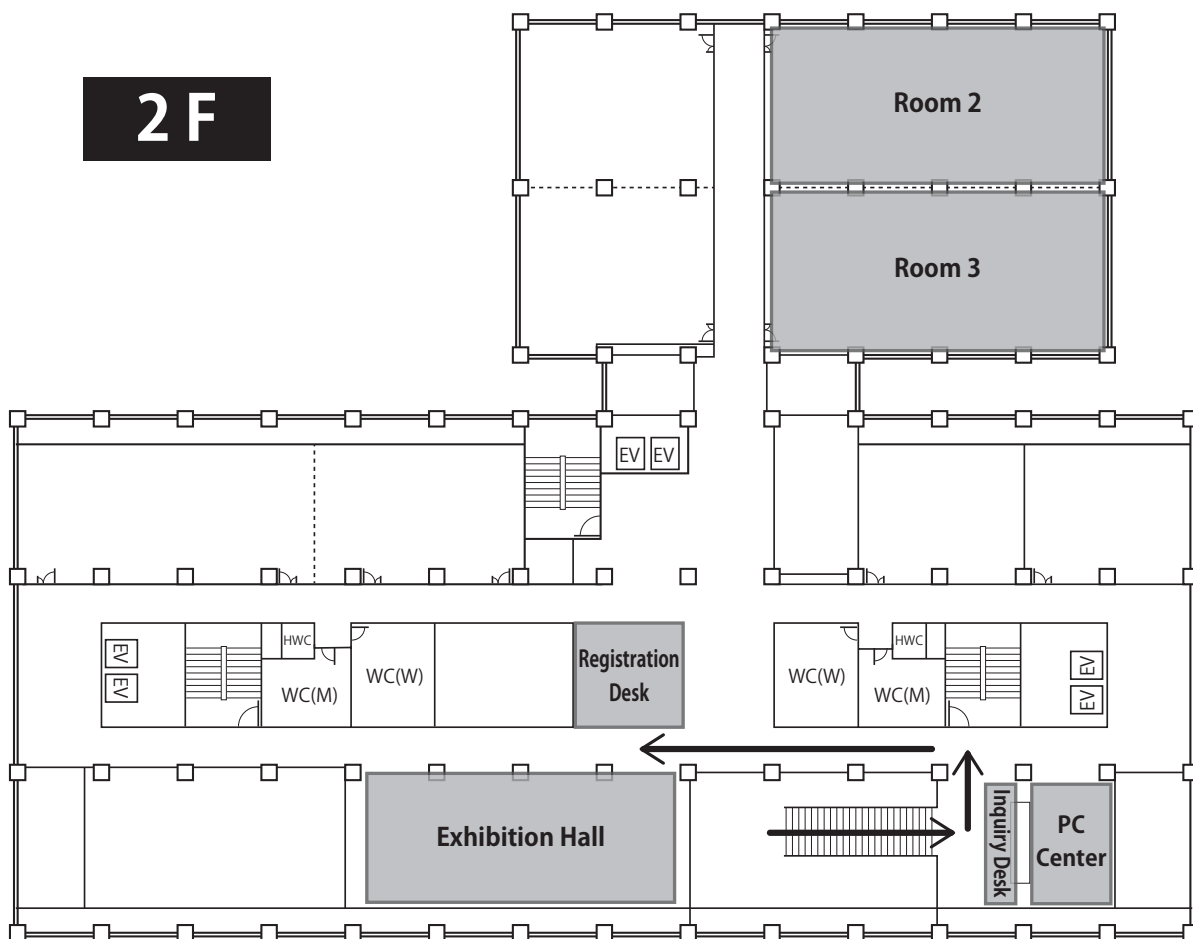 2 F
Room 2
Room 3
EV EV
HWC
HWC
EV
EV
WC(M)
WC(W)
Registration
Desk
WC(W)
WC(M)
EV
EV
Exhibition Hall
Inquiry Desk
PC
Center